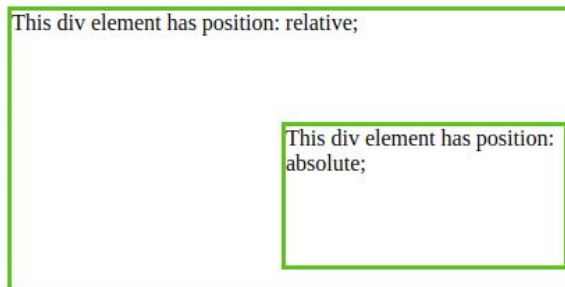 This div element has position: relative;
This div element has position:
absolute;